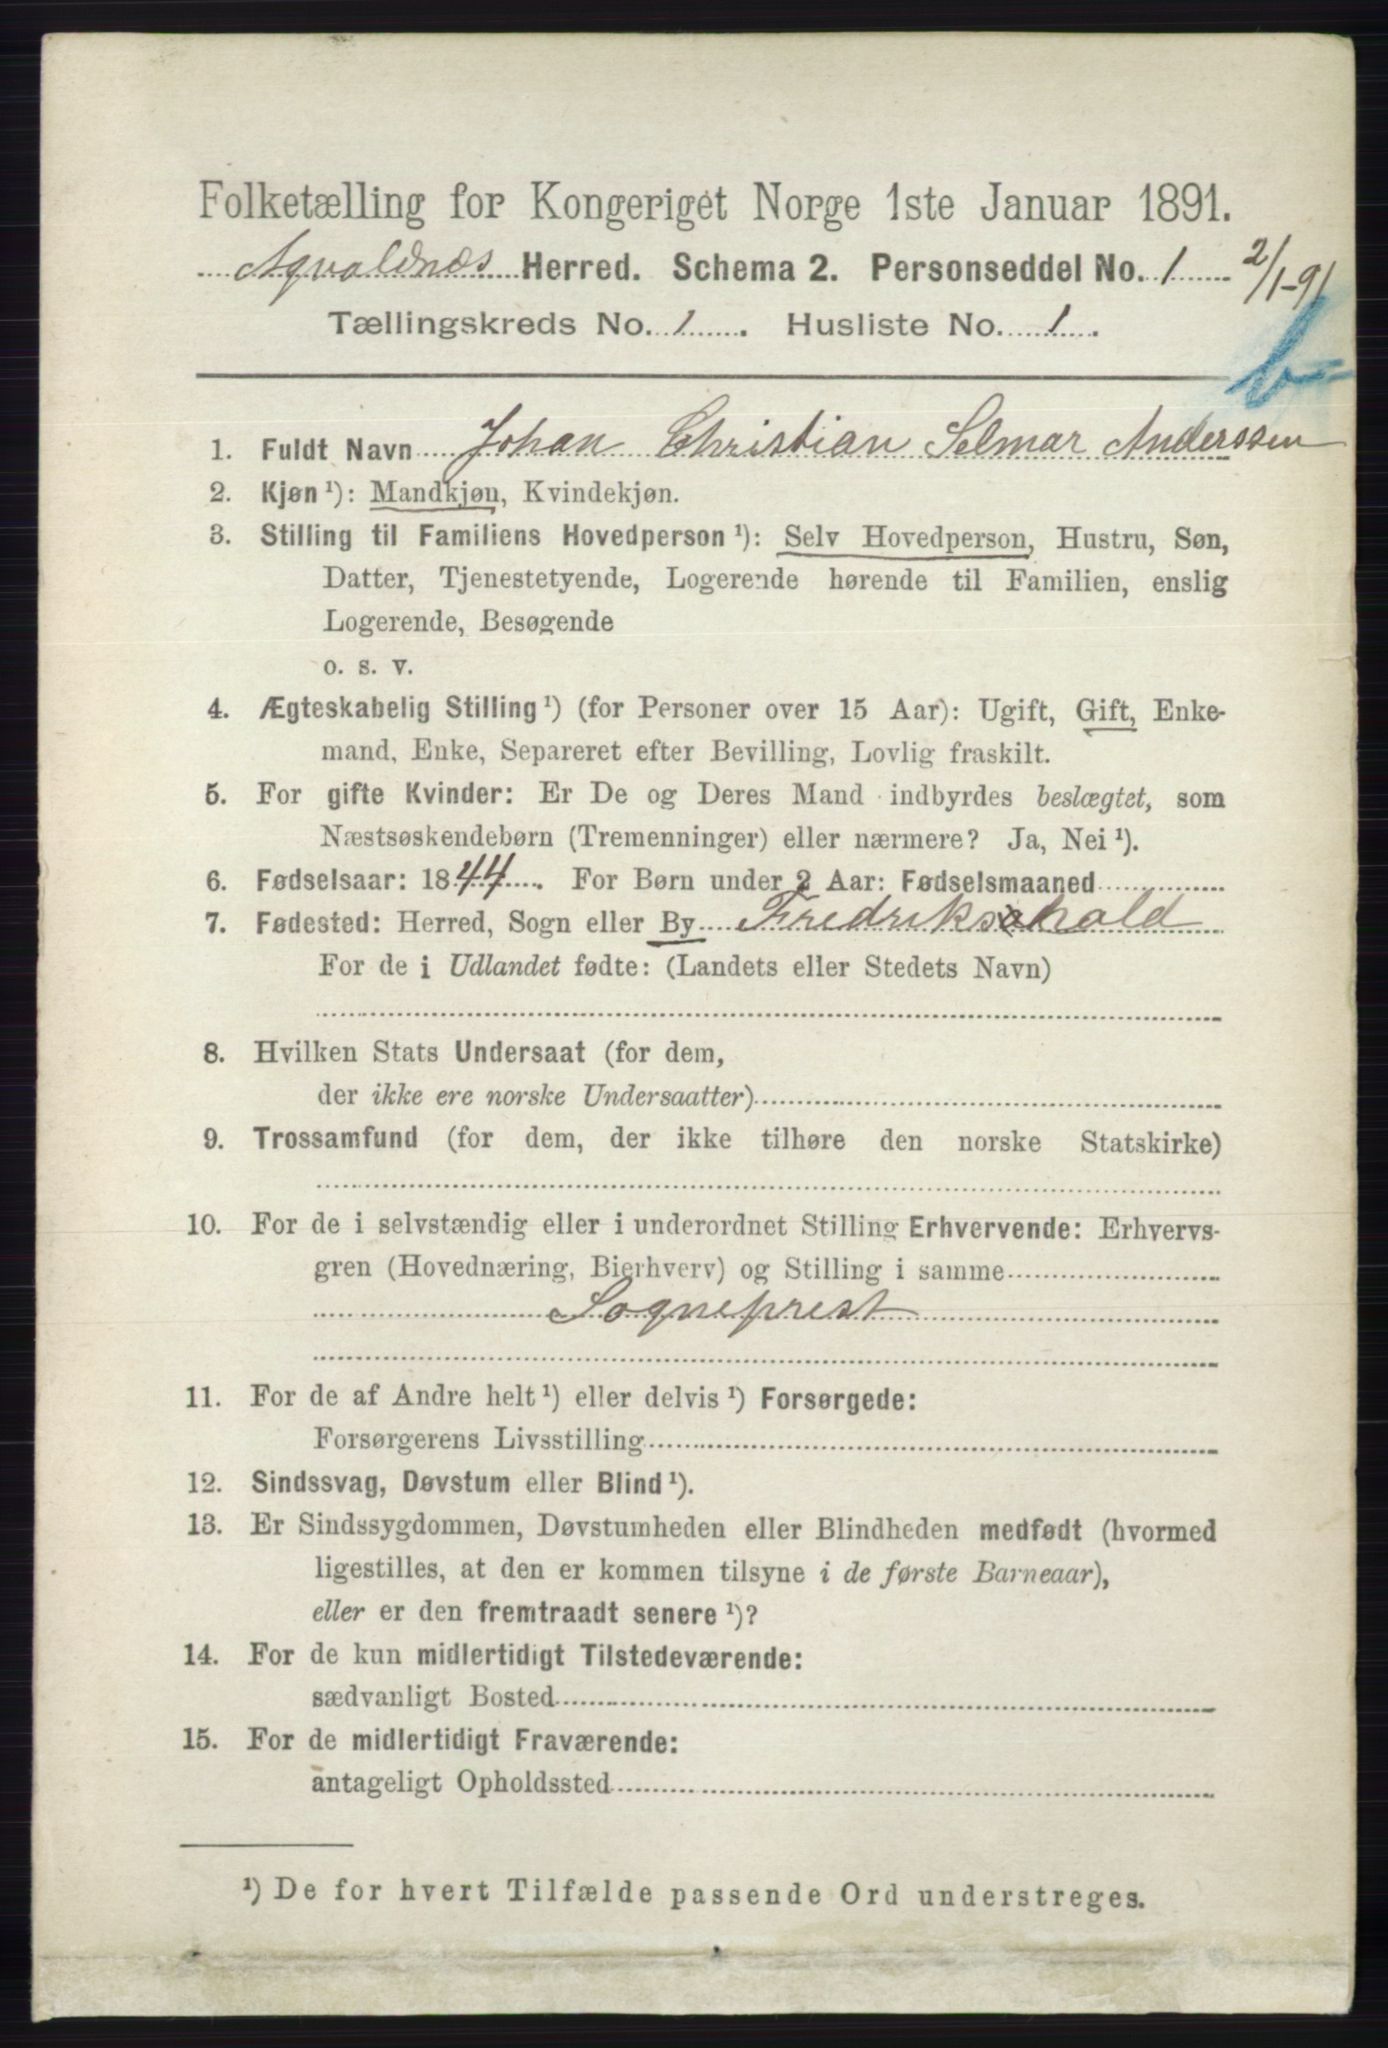 Folketælling for Kongeriget Norge 1ste Januar 1891.
Aqvaldnæs Herred. Schema 2. Personseddel No. 1 2/1-91
Tællingskreds No. 1. Husliste No. 1.
b-
1. Fuldt Navn Johan Christian Selmar Anderssen
2. Kjøn ¹): Mandkjøn, Kvindekjøn.
3. Stilling til Familiens Hovedperson ¹): Selv Hovedperson, Hustru, Søn,
Datter, Tjenestetyende, Logerende hørende til Familien, enslig
Logerende, Besøgende
o. s. v.
4. Ægteskabelig Stilling ¹) (for Personer over 15 Aar): Ugift, Gift, Enke-
mand, Enke, Separeret efter Bevilling, Lovlig fraskilt.
5. For gifte Kvinder: Er De og Deres Mand indbyrdes beslægtet, som
Næstsøskendebørn (Tremenninger) eller nærmere? Ja, Nei ¹).
6. Fødselsaar: 1844. For Børn under 2 Aar: Fødselsmaaned
7. Fødested: Herred, Sogn eller By Frederikshald
For de i Udlandet fødte: (Landets eller Stedets Navn)
8. Hvilken Stats Undersaat (for dem,
der ikke ere norske Undersaatter)
9. Trossamfund (for dem, der ikke tilhøre den norske Statskirke)
10. For de i selvstændig eller i underordnet Stilling Erhvervende: Erhvervs-
gren (Hovednæring, Bierhverv) og Stilling i samme
Sogneprest
11. For de af Andre helt ¹) eller delvis ¹) Forsørgede:
Forsørgerens Livsstilling
12. Sindssvag, Døvstum eller Blind ¹).
13. Er Sindssygdommen, Døvstumheden eller Blindheden medfødt (hvormed
ligestilles, at den er kommen tilsyne i de første Barneaar),
eller er den fremtraadt senere ¹)?
14. For de kun midlertidigt Tilstedeværende:
sædvanligt Bosted
15. For de midlertidigt Fraværende:
antageligt Opholdssted
¹) De for hvert Tilfælde passende Ord understreges.